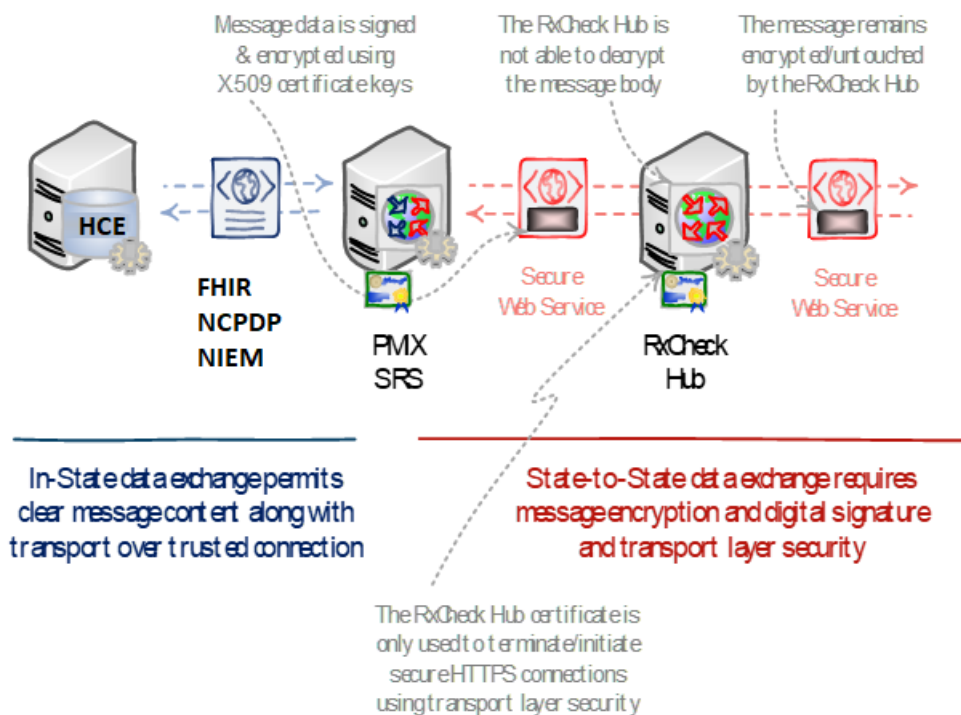 Message data is signed
& encrypted using
X509 certificate keys
The RxCheck Hub is
not able to decrypt
the message body
The message remains
encrypted/untouched
by the RxCheck Hub
HCE
FHIR
NCPDP
NIEM
PMIX
SRS
Secure
Web Service
RxCheck
Hub
Secure
Web Service
In-State data exchange permits
clear message content along with
transport over trusted connection
State-to-State data exchange requires
message encryption and digital signature
and transport layer security
The RxCheck Hub certificate is
only used to terminate/initiate
secure HTTPS connections
using transport layer security